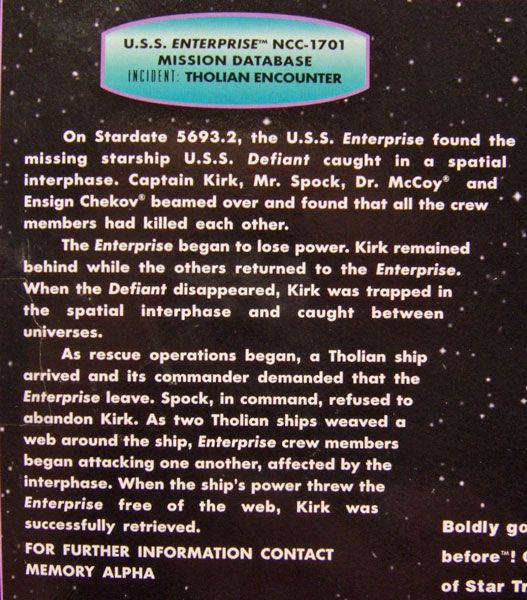 U.S.S. ENTERPRISE™ NCC-1701
MISSION DATABASE
INCIDENT: THOLIAN ENCOUNTER
On Stardate 5693.2, the U.S.S. Enterprise found the
missing starship U.S.S. Defiant caught in a spatial
interphase. Captain Kirk, Mr. Spock, Dr. McCoy® and
Ensign Chekov® beamed over and found that all the crew
members had killed each other.
The Enterprise began to lose power. Kirk remained
behind while the others returned to the Enterprise.
When the Defiant disappeared, Kirk was trapped in
the spatial interphase and caught between
universes.
As rescue operations began, a Tholian ship
arrived and its commander demanded that the
Enterprise leave. Spock, in command, refused to
abandon Kirk. As two Tholian ships weaved a
web around the ship, Enterprise crew members
began attacking one another, affected by the
interphase. When the ship's power threw the
Enterprise free of the web, Kirk was
successfully retrieved.
FOR FURTHER INFORMATION CONTACT
MEMORY ALPHA
Boldly go
before™!
of Star